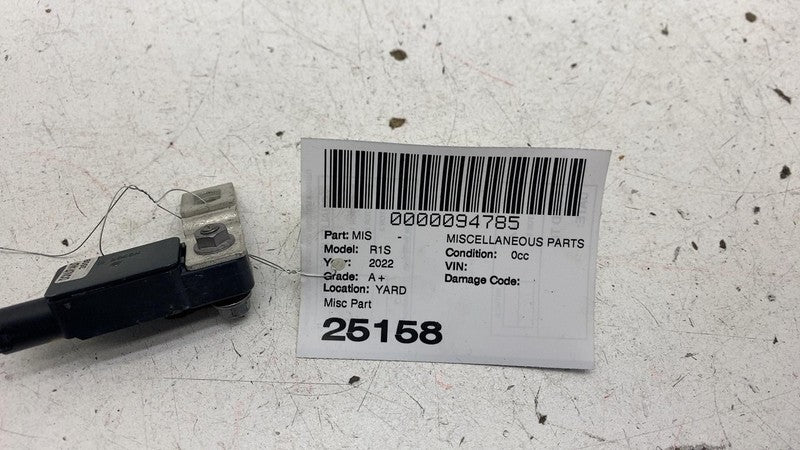 0000094785
Part: MIS - MISCELLANEOUS PARTS
Model: R1S Condition: 0cc
Year: 2022 VIN:
Grade: A + Damage Code:
Location: YARD
Misc Part
25158